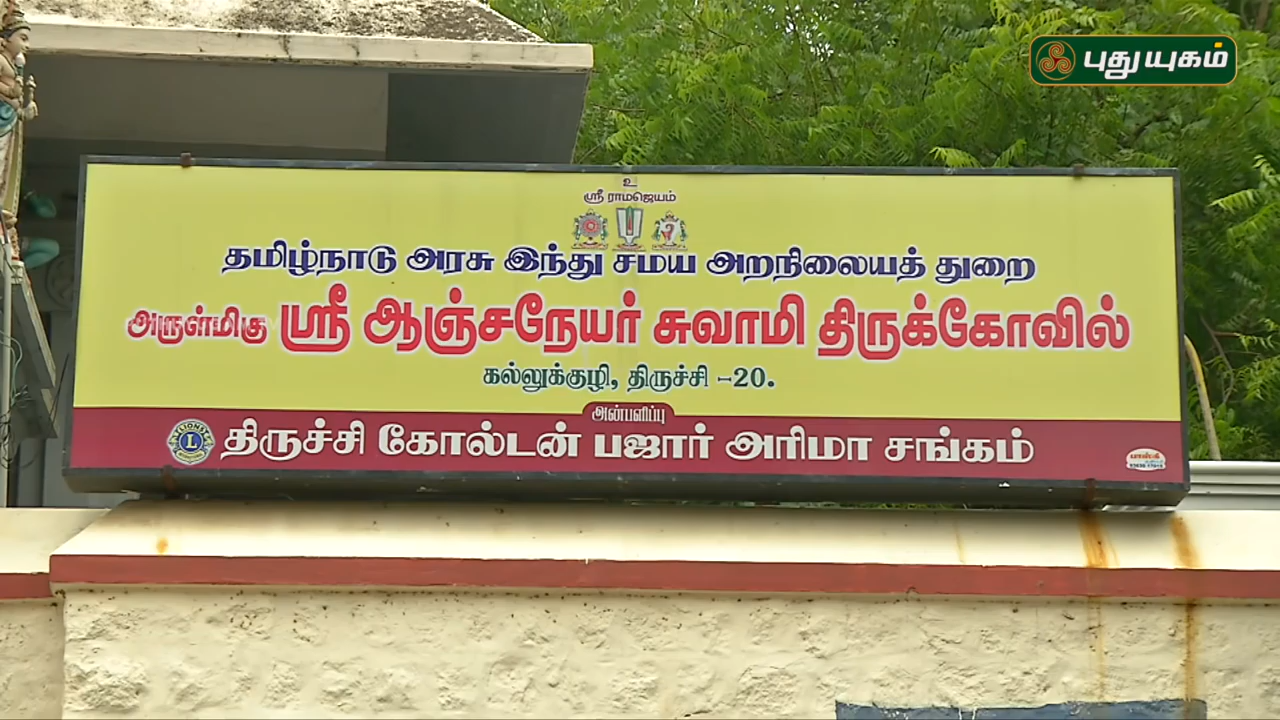 புதுயுகம்
உ
ஸ்ரீ ராமஜெயம்
தமிழ்நாடு அரசு இந்து சமய அறநிலையத் துறை
அருள்மிகு ஸ்ரீ ஆஞ்சநேயர் சுவாமி திருக்கோவில்
கல்லுக்குழி, திருச்சி -20.
அன்பளிப்பு
LIONS
L
திருச்சி கோல்டன் பஜார் அரிமா சங்கம்